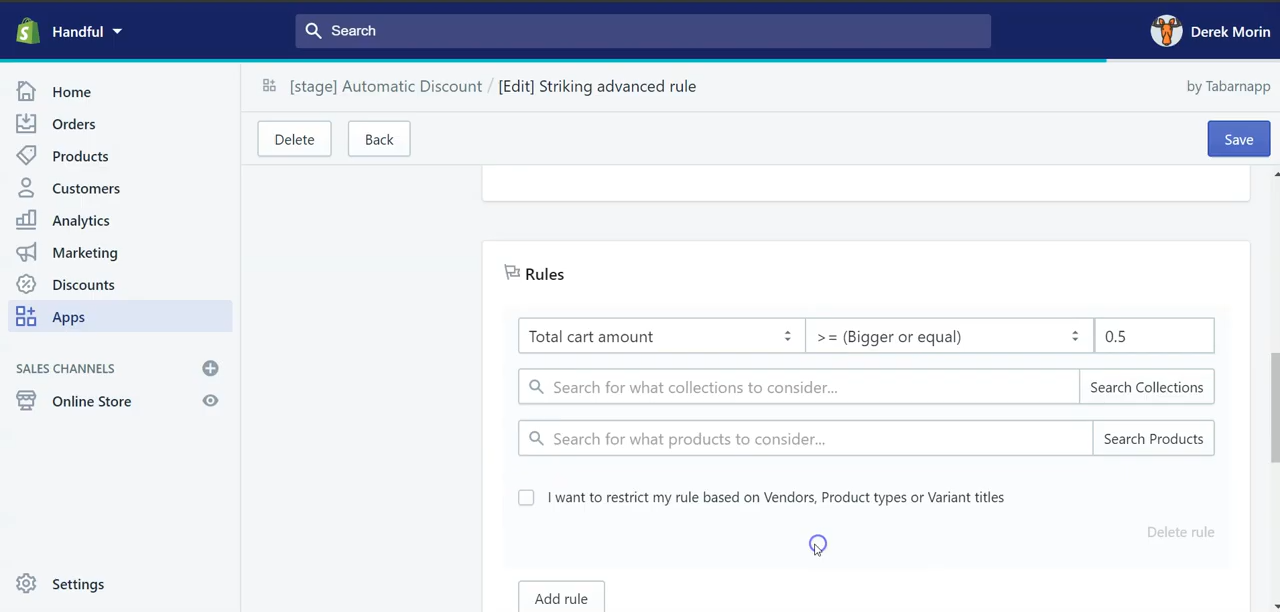 Handful
Search
Derek Morin
Home
Orders
Products
Customers
Analytics
Marketing
Discounts
Apps
SALES CHANNELS
Online Store
Settings
[stage] Automatic Discount / [Edit] Striking advanced rule
by Tabarnapp
Delete
Back
Save
Rules
Total cart amount
>= (Bigger or equal)
0.5
Search for what collections to consider...
Search Collections
Search for what products to consider...
Search Products
I want to restrict my rule based on Vendors, Product types or Variant titles
Delete rule
Add rule